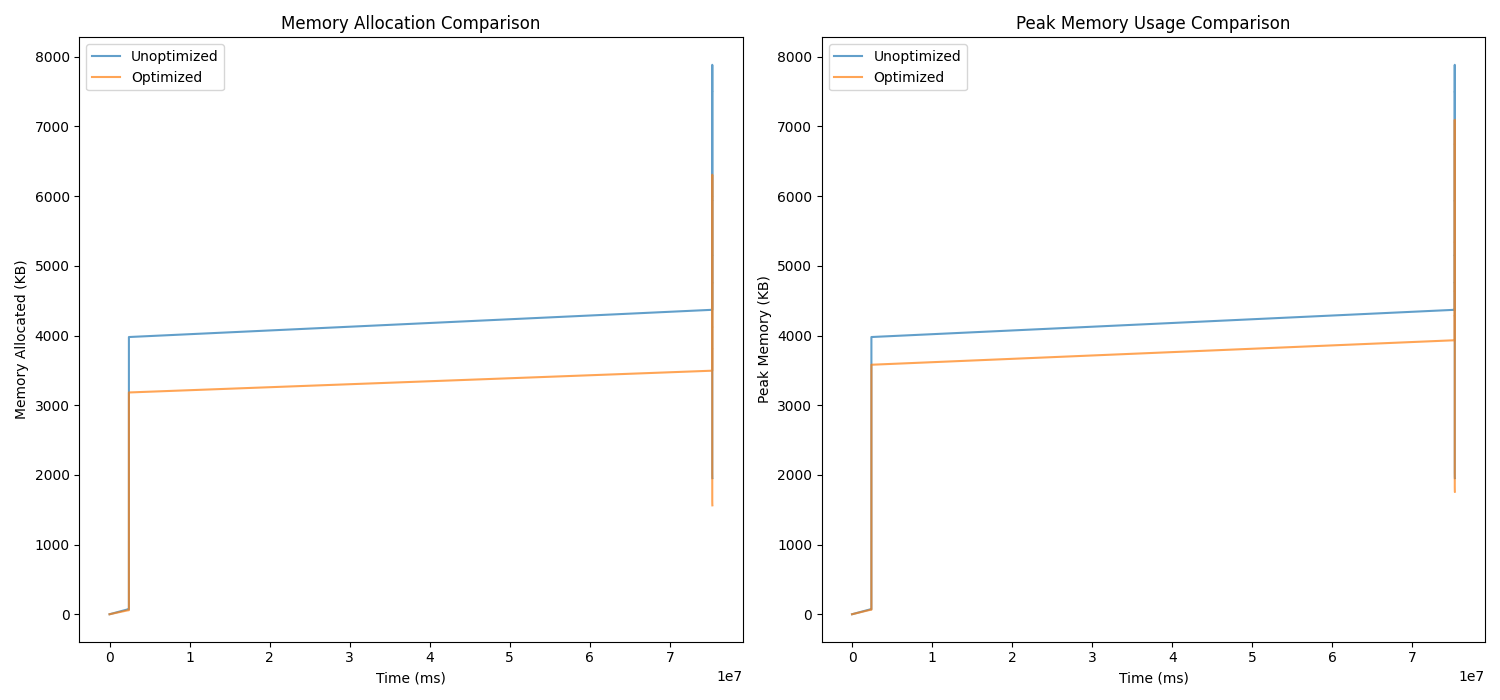 Memory Allocation Comparison
Unoptimized
Optimized
8000
7000
6000
5000
4000
3000
2000
1000
0
Memory Allocated (KB)
0 1 2 3 4 5 6 7
1e7
Time (ms)
Peak Memory Usage Comparison
Unoptimized
Optimized
8000
7000
6000
5000
4000
3000
2000
1000
0
Peak Memory (KB)
0 1 2 3 4 5 6 7
1e7
Time (ms)